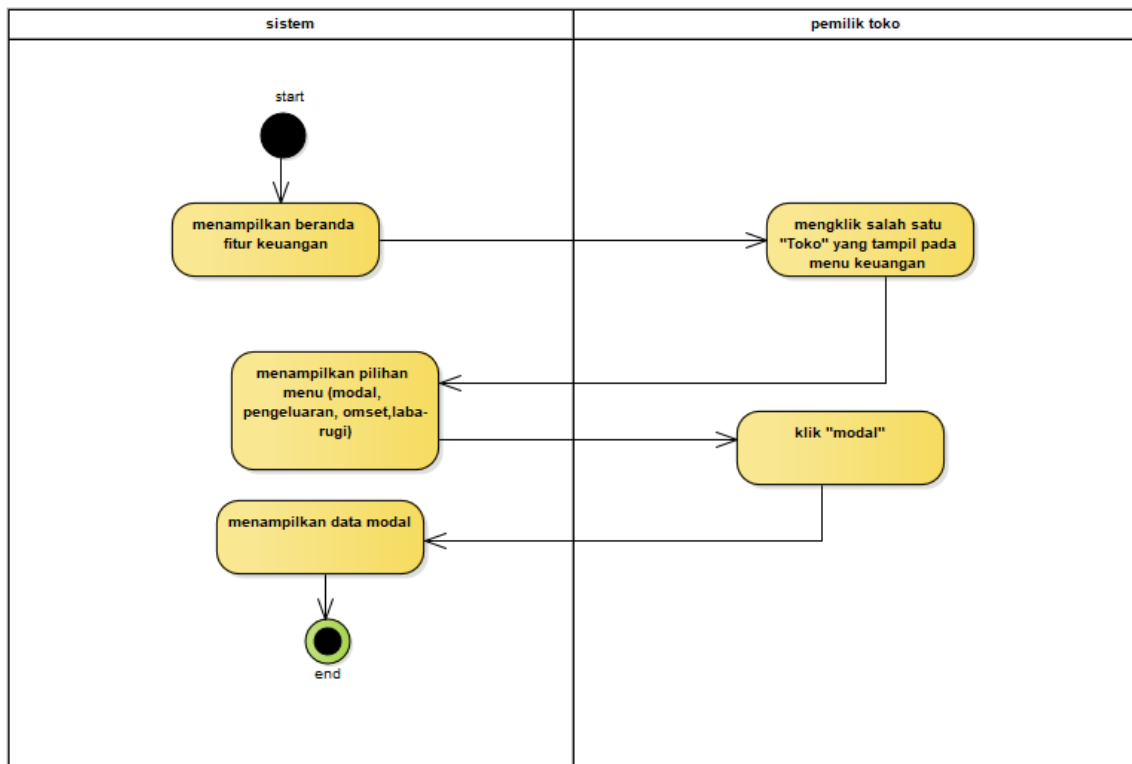 sistem
pemilik toko
start
menampilkan beranda
fitur keuangan
mengklik salah satu
"Toko" yang tampil pada
menu keuangan
menampilkan pilihan
menu (modal,
pengeluaran, omset,laba-
rugi)
klik "modal"
menampilkan data modal
end